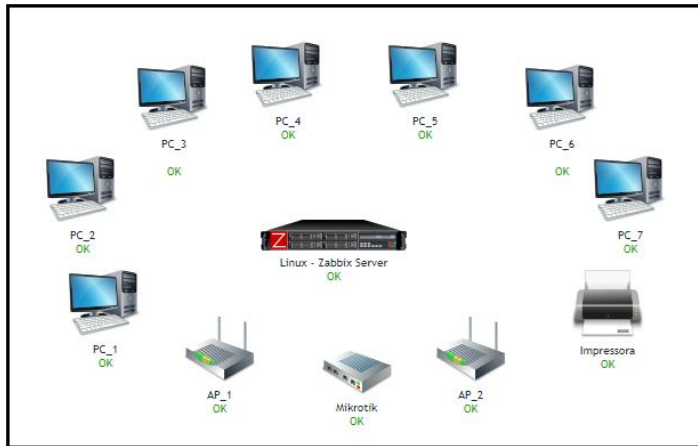 PC_4
OK
PC_5
OK
PC_3
OK
PC_6
OK
PC_2
OK
PC_7
OK
Z
Linux - Zabbix Server
OK
PC_1
OK
Impressora
OK
AP_1
OK
Mikrotik
OK
AP_2
OK